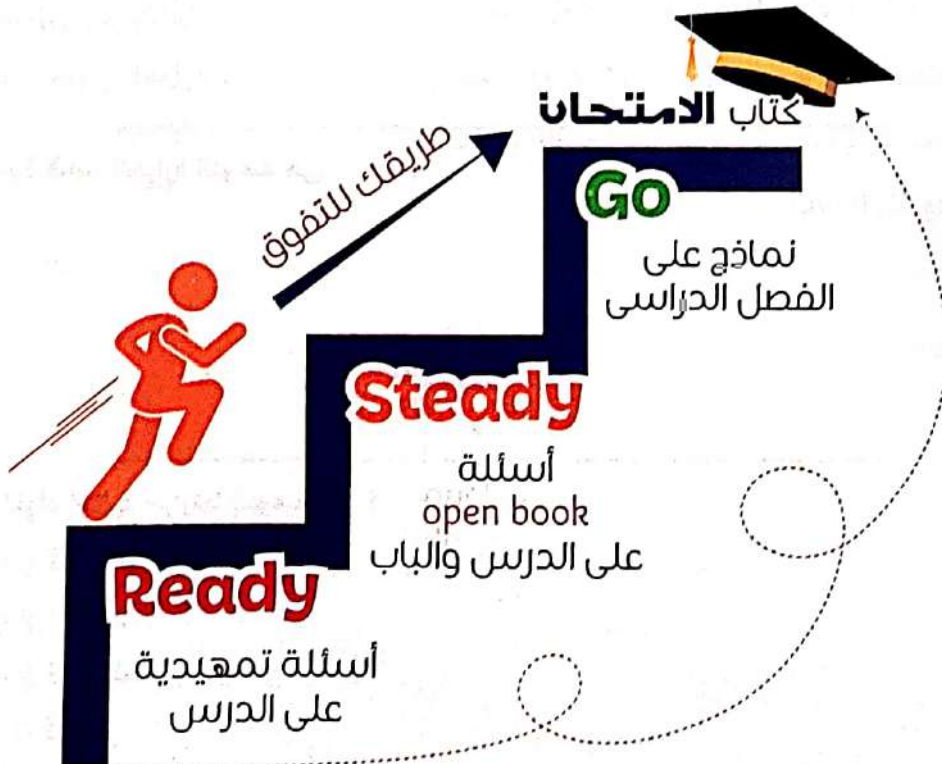 كتاب الامتحان
طريقك للتفوق
Go
نماذج على
الفصل الدراسى
Steady
أسئلة
open book
على الدرس والباب
Ready
أسئلة تمهيدية
على الدرس